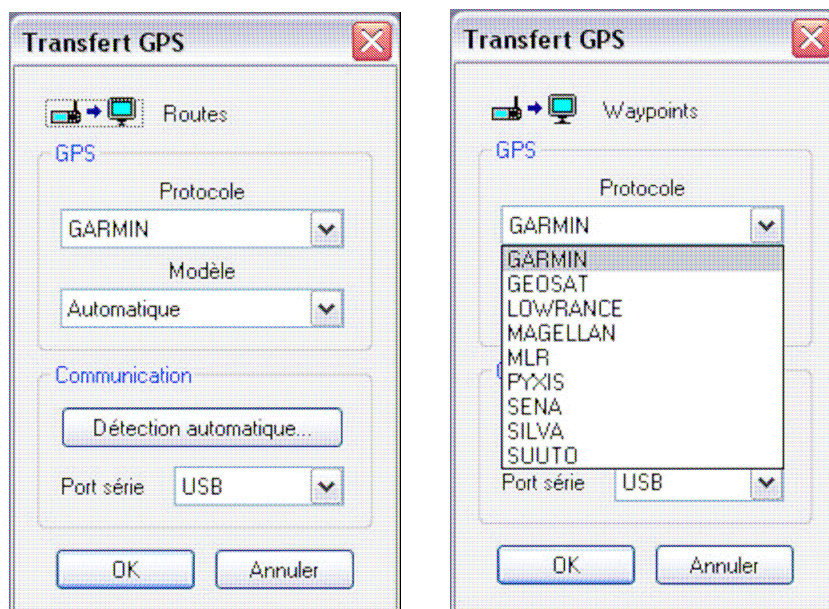 Transfert GPS
Routes
GPS
Protocole
GARMIN
Modèle
Automatique
Communication
Détection automatique...
Port série USB
OK Annuler
Transfert GPS
Waypoints
GPS
Protocole
GARMIN
GARMIN
GEOSAT
LOWRANCE
MAGELLAN
MLR
PYXIS
SENA
SILVA
SUUTO
Port série USB
OK Annuler